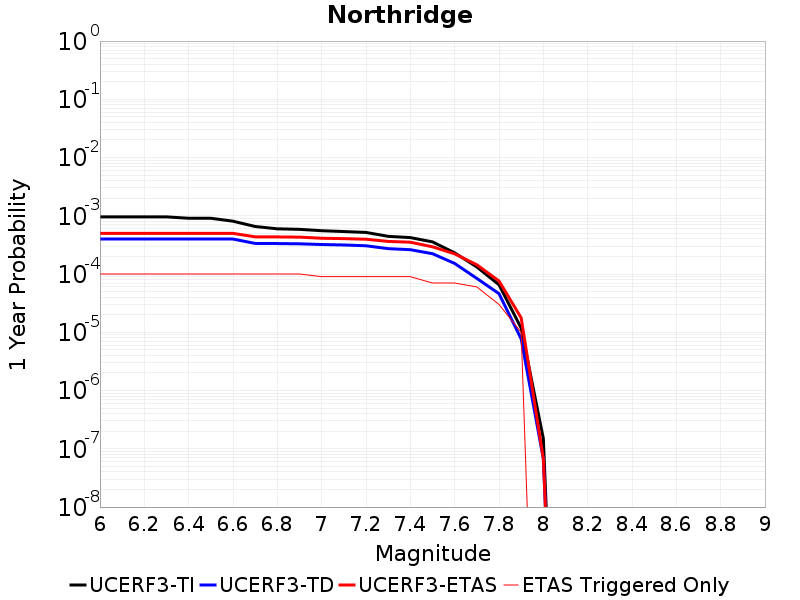 Northridge
1 Year Probability
10^0
10^-1
10^-2
10^-3
10^-4
10^-5
10^-6
10^-7
10^-8
6 6.2 6.4 6.6 6.8 7 7.2 7.4 7.6 7.8 8 8.2 8.4 8.6 8.8 9
Magnitude
UCERF3-TI UCERF3-TD UCERF3-ETAS ETAS Triggered Only